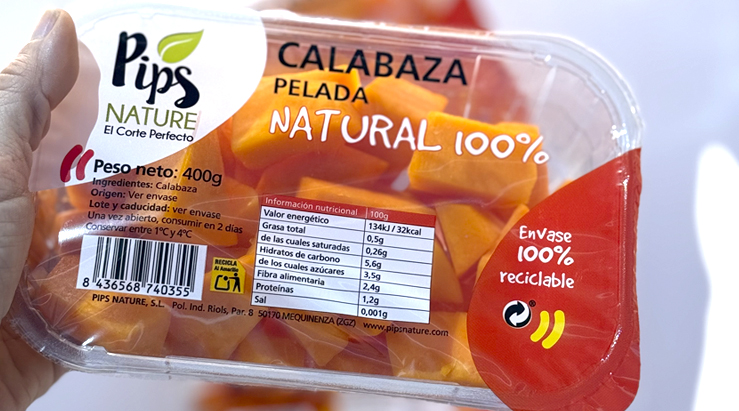 Pips
NATURE
El Corte Perfecto
CALABAZA
PELADA
NATURAL 100%
Peso neto: 400g
Ingredientes: Calabaza
Origen: Ver envase
Lote y caducidad: ver envase
Una vez abierto, consumir en 2 días
Conservar entre 1ºC y 4ºC
8 436568 740355
RECICLA
Al Amarillo
Información nutricional 100g
Valor energético 134kJ / 32kcal
Grasa total 0,5g
de las cuales saturadas 0,26g
Hidratos de carbono 5,6g
de los cuales azúcares 3,5g
Fibra alimentaria 2,4g
Proteínas 1,2g
Sal 0,001g
PIPS NATURE, S.L. Pol. Ind. Riols, Par. 8 50170 MEQUINENZA (ZGZ) www.pipsnature.com
Envase
100%
reciclable